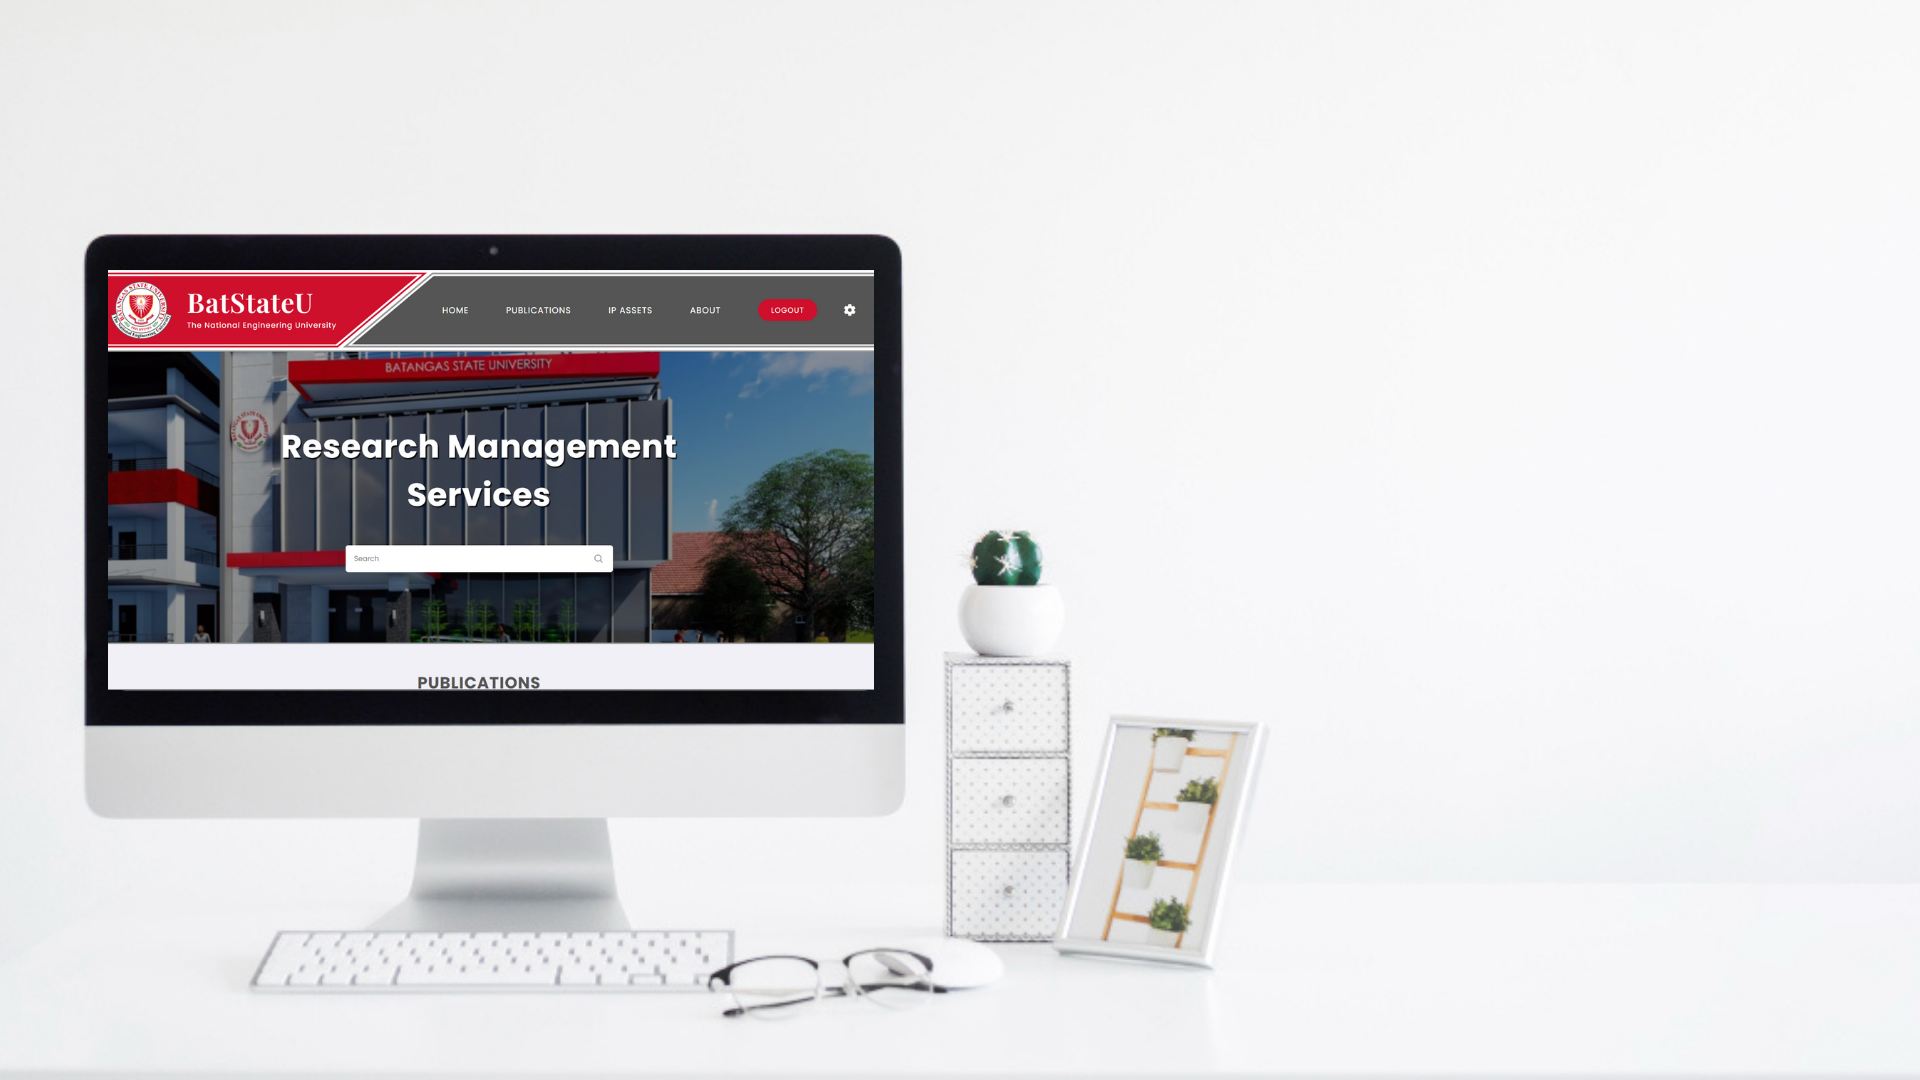 BatStateU
The National Engineering University
HOME PUBLICATIONS IP ASSETS ABOUT LOGOUT
BATANGAS STATE UNIVERSITY
Research Management
Services
Search
PUBLICATIONS